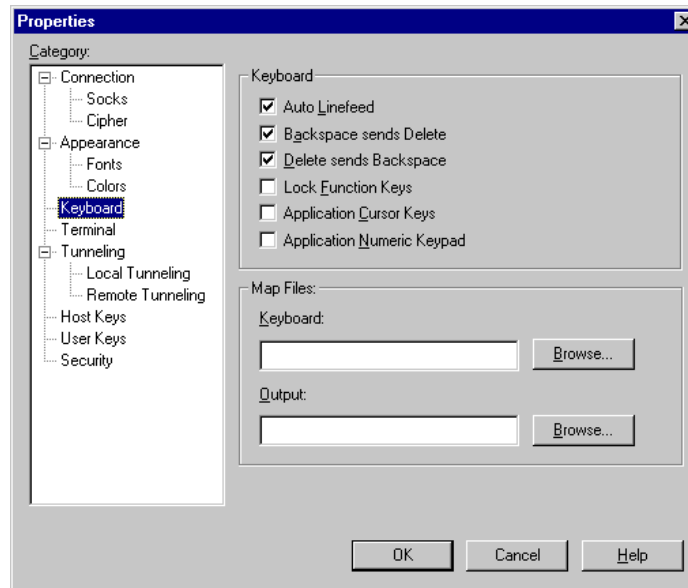 Properties
Category:
Connection
Socks
Cipher
Appearance
Fonts
Colors
Keyboard
Terminal
Tunneling
Local Tunneling
Remote Tunneling
Host Keys
User Keys
Security
Keyboard
Auto Linefeed
Backspace sends Delete
Delete sends Backspace
Lock Function Keys
Application Cursor Keys
Application Numeric Keypad
Map Files:
Keyboard:
Browse...
Output:
Browse...
OK Cancel Help